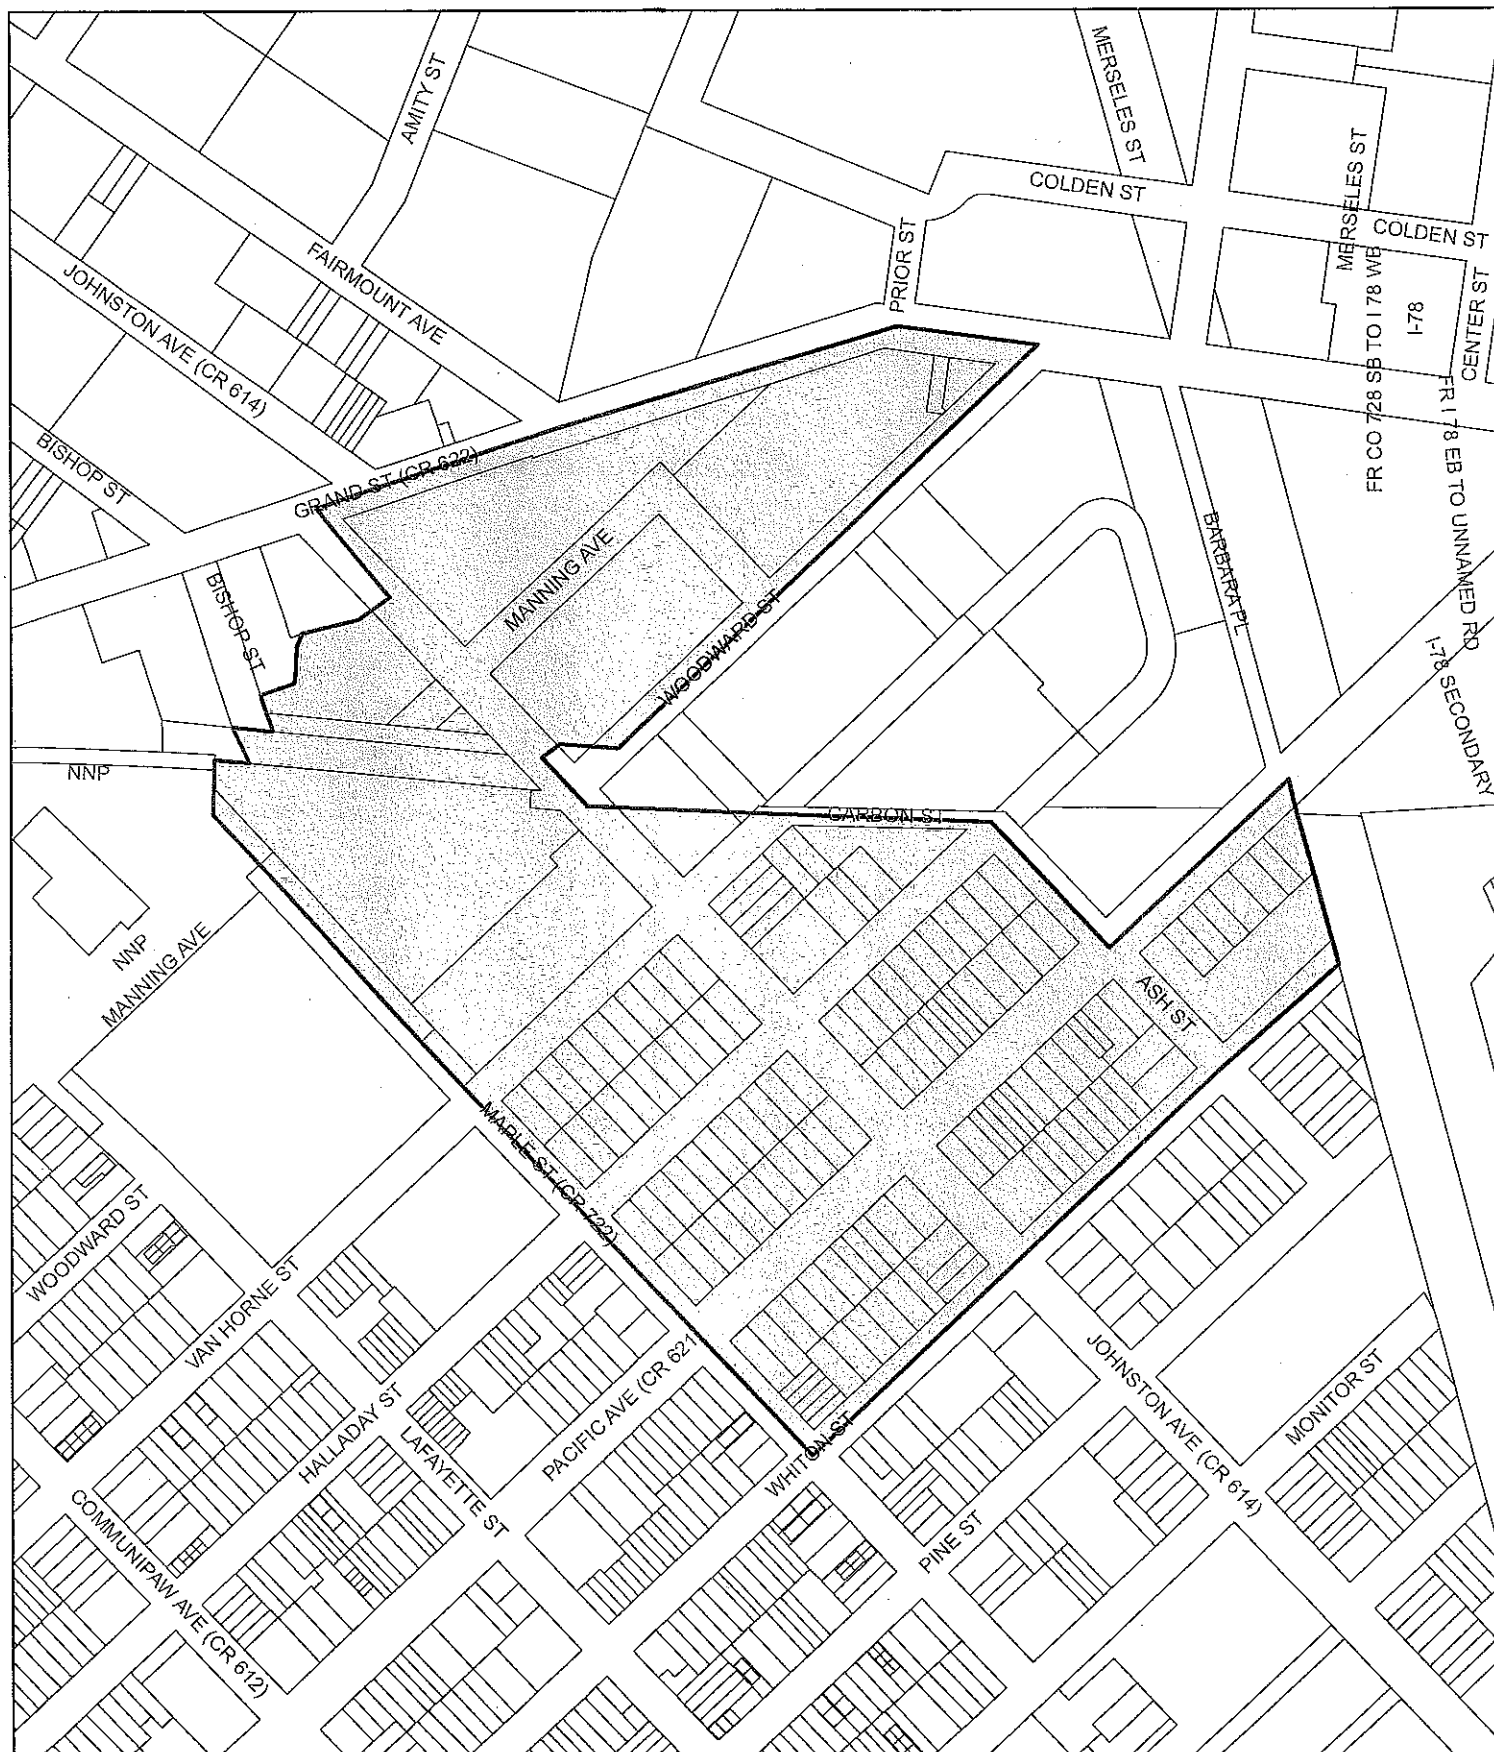 AMITY ST
MERSELES ST
COLDEN ST
MERSELES ST
COLDEN ST
PRIOR ST
FAIRMOUNT AVE
JOHNSTON AVE (CR 614)
I-78
CENTER ST
FR CO 728 SB TO I 78 WB
FR I 78 EB TO UNNAMED RD
BISHOP ST
GRAND ST (CR 622)
MANNING AVE
BARBARA PL
BISHOP ST
WOODWARD ST
I-78 SECONDARY
NNP
CARBON ST
NNP
MANNING AVE
ASH ST
MAPLE ST (CR 722)
WOODWARD ST
VAN HORNE ST
HALLADAY ST
PACIFIC AVE (CR 621
JOHNSTON AVE (CR 614)
MONITOR ST
LAFAYETTE ST
WHITON ST
PINE ST
COMMUNIPAW AVE (CR 612)